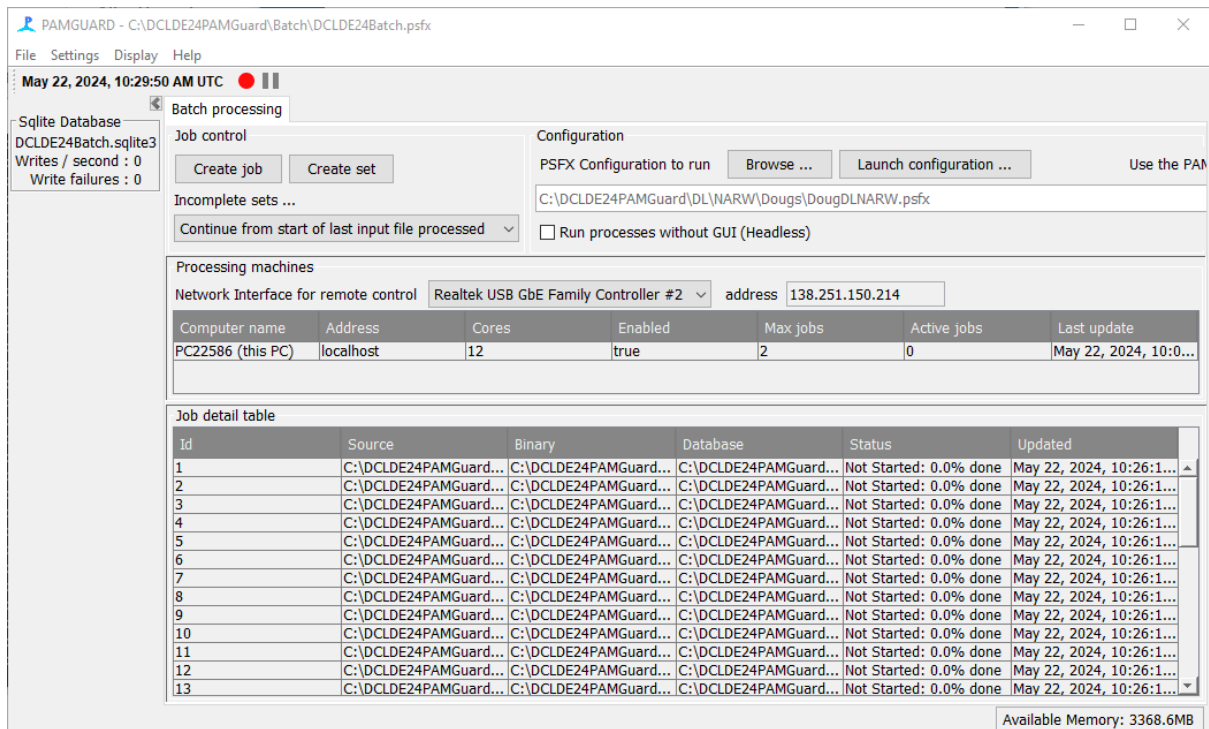 PAMGUARD - C:\DCLDE24PAMGuard\Batch\DCLDE24Batch.psfx
File Settings Display Help
May 22, 2024, 10:29:50 AM UTC
Sqlite Database
DCLDE24Batch.sqlite3
Writes / second : 0
Write failures : 0
Batch processing
Job control
Create job Create set
Incomplete sets ...
Continue from start of last input file processed
Configuration
PSFX Configuration to run Browse ... Launch configuration ... Use the PAM
C:\DCLDE24PAMGuard\DL\NARW\Dougs\DougDLNARW.psfx
Run processes without GUI (Headless)
Processing machines
Network Interface for remote control Realtek USB GbE Family Controller #2 address 138.251.150.214
Computer name Address Cores Enabled Max jobs Active jobs Last update
PC22586 (this PC) localhost 12 true 2 0 May 22, 2024, 10:0...
Job detail table
Id Source Binary Database Status Updated
1 C:\DCLDE24PAMGuard... C:\DCLDE24PAMGuard... C:\DCLDE24PAMGuard... Not Started: 0.0% done May 22, 2024, 10:26:1...
2 C:\DCLDE24PAMGuard... C:\DCLDE24PAMGuard... C:\DCLDE24PAMGuard... Not Started: 0.0% done May 22, 2024, 10:26:1...
3 C:\DCLDE24PAMGuard... C:\DCLDE24PAMGuard... C:\DCLDE24PAMGuard... Not Started: 0.0% done May 22, 2024, 10:26:1...
4 C:\DCLDE24PAMGuard... C:\DCLDE24PAMGuard... C:\DCLDE24PAMGuard... Not Started: 0.0% done May 22, 2024, 10:26:1...
5 C:\DCLDE24PAMGuard... C:\DCLDE24PAMGuard... C:\DCLDE24PAMGuard... Not Started: 0.0% done May 22, 2024, 10:26:1...
6 C:\DCLDE24PAMGuard... C:\DCLDE24PAMGuard... C:\DCLDE24PAMGuard... Not Started: 0.0% done May 22, 2024, 10:26:1...
7 C:\DCLDE24PAMGuard... C:\DCLDE24PAMGuard... C:\DCLDE24PAMGuard... Not Started: 0.0% done May 22, 2024, 10:26:1...
8 C:\DCLDE24PAMGuard... C:\DCLDE24PAMGuard... C:\DCLDE24PAMGuard... Not Started: 0.0% done May 22, 2024, 10:26:1...
9 C:\DCLDE24PAMGuard... C:\DCLDE24PAMGuard... C:\DCLDE24PAMGuard... Not Started: 0.0% done May 22, 2024, 10:26:1...
10 C:\DCLDE24PAMGuard... C:\DCLDE24PAMGuard... C:\DCLDE24PAMGuard... Not Started: 0.0% done May 22, 2024, 10:26:1...
11 C:\DCLDE24PAMGuard... C:\DCLDE24PAMGuard... C:\DCLDE24PAMGuard... Not Started: 0.0% done May 22, 2024, 10:26:1...
12 C:\DCLDE24PAMGuard... C:\DCLDE24PAMGuard... C:\DCLDE24PAMGuard... Not Started: 0.0% done May 22, 2024, 10:26:1...
13 C:\DCLDE24PAMGuard... C:\DCLDE24PAMGuard... C:\DCLDE24PAMGuard... Not Started: 0.0% done May 22, 2024, 10:26:1...
Available Memory: 3368.6MB